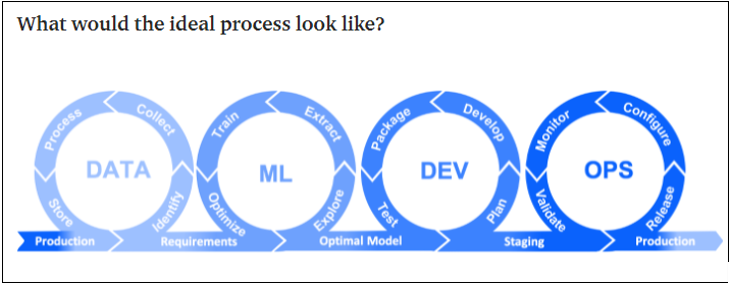 What would the ideal process look like?
Process
Collect
DATA
Store
Identify
Train
Extract
ML
Optimize
Explore
Package
Develop
DEV
Test
Plan
Monitor
Configure
OPS
Validate
Release
Production
Requirements
Optimal Model
Staging
Production